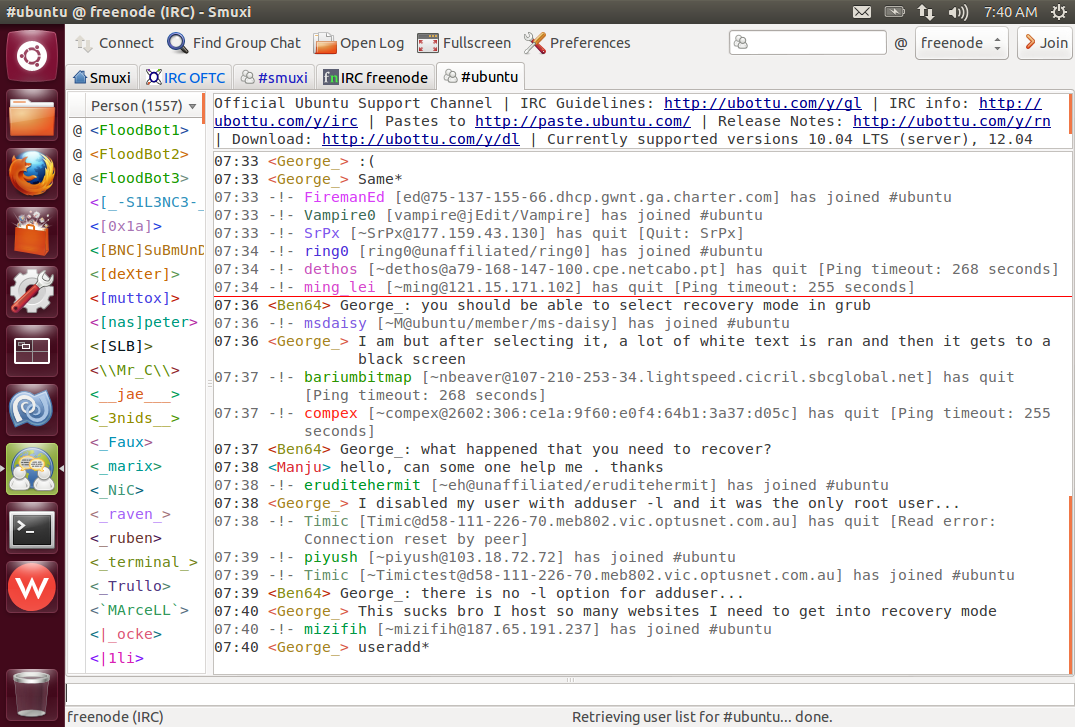 #ubuntu @ freenode (IRC) - Smuxi
7:40 AM
Connect
Find Group Chat
Open Log
Fullscreen
Preferences
@
freenode
Join
Smuxi
IRC OFTC
#smuxi
fn IRC freenode
#ubuntu
Person (1557)
@ <FloodBot1>
@ <FloodBot2>
@ <FloodBot3>
<[_-S1L3NC3-_
<[0x1a]>
<[BNC]SuBmUnD
<[deXter]>
<[muttox]>
<[nas]peter>
<[SLB]>
<\\Mr_C\\>
<__jae___>
<_3nids__>
<_Faux>
<_marix>
<_NiC>
<_raven_>
<_ruben>
<_terminal_>
<_Trullo>
<`MArceLL`>
<|_ocke>
<|1li>
Official Ubuntu Support Channel | IRC Guidelines: http://ubottu.com/y/gl | IRC info: http://
ubottu.com/y/irc | Pastes to http://paste.ubuntu.com/ | Release Notes: http://ubottu.com/y/rn
| Download: http://ubottu.com/y/dl | Currently supported versions 10.04 LTS (server), 12.04
07:33 <George_> :(
07:33 <George_> Same*
07:33 -!- FiremanEd [ed@75-137-155-66.dhcp.gwnt.ga.charter.com] has joined #ubuntu
07:33 -!- Vampire0 [vampire@jEdit/Vampire] has joined #ubuntu
07:33 -!- SrPx [~SrPx@177.159.43.130] has quit [Quit: SrPx]
07:34 -!- ring0 [ring0@unaffiliated/ring0] has joined #ubuntu
07:34 -!- dethos [~dethos@a79-168-147-100.cpe.netcabo.pt] has quit [Ping timeout: 268 seconds]
07:34 -!- ming_lei [~ming@121.15.171.102] has quit [Ping timeout: 255 seconds]
07:36 <Ben64> George_: you should be able to select recovery mode in grub
07:36 -!- msdaisy [~M@ubuntu/member/ms-daisy] has joined #ubuntu
07:36 <George_> I am but after selecting it, a lot of white text is ran and then it gets to a
black screen
07:37 -!- bariumbitmap [~nbeaver@107-210-253-34.lightspeed.cicril.sbcglobal.net] has quit
[Ping timeout: 268 seconds]
07:37 -!- compex [~compex@2602:306:ce1a:9f60:e0f4:64b1:3a37:d05c] has quit [Ping timeout: 255
seconds]
07:37 <Ben64> George_: what happened that you need to recover?
07:38 <Manju> hello, can some one help me . thanks
07:38 -!- eruditehermit [~eh@unaffiliated/eruditehermit] has joined #ubuntu
07:38 <George_> I disabled my user with adduser -l and it was the only root user...
07:38 -!- Timic [Timic@d58-111-226-70.meb802.vic.optusnet.com.au] has quit [Read error:
Connection reset by peer]
07:39 -!- piyush [~piyush@103.18.72.72] has joined #ubuntu
07:39 -!- Timic [~Timictest@d58-111-226-70.meb802.vic.optusnet.com.au] has joined #ubuntu
07:39 <Ben64> George_: there is no -l option for adduser...
07:40 <George_> This sucks bro I host so many websites I need to get into recovery mode
07:40 -!- mizifih [~mizifih@187.65.191.237] has joined #ubuntu
07:40 <George_> useradd*
freenode (IRC)
Retrieving user list for #ubuntu... done.